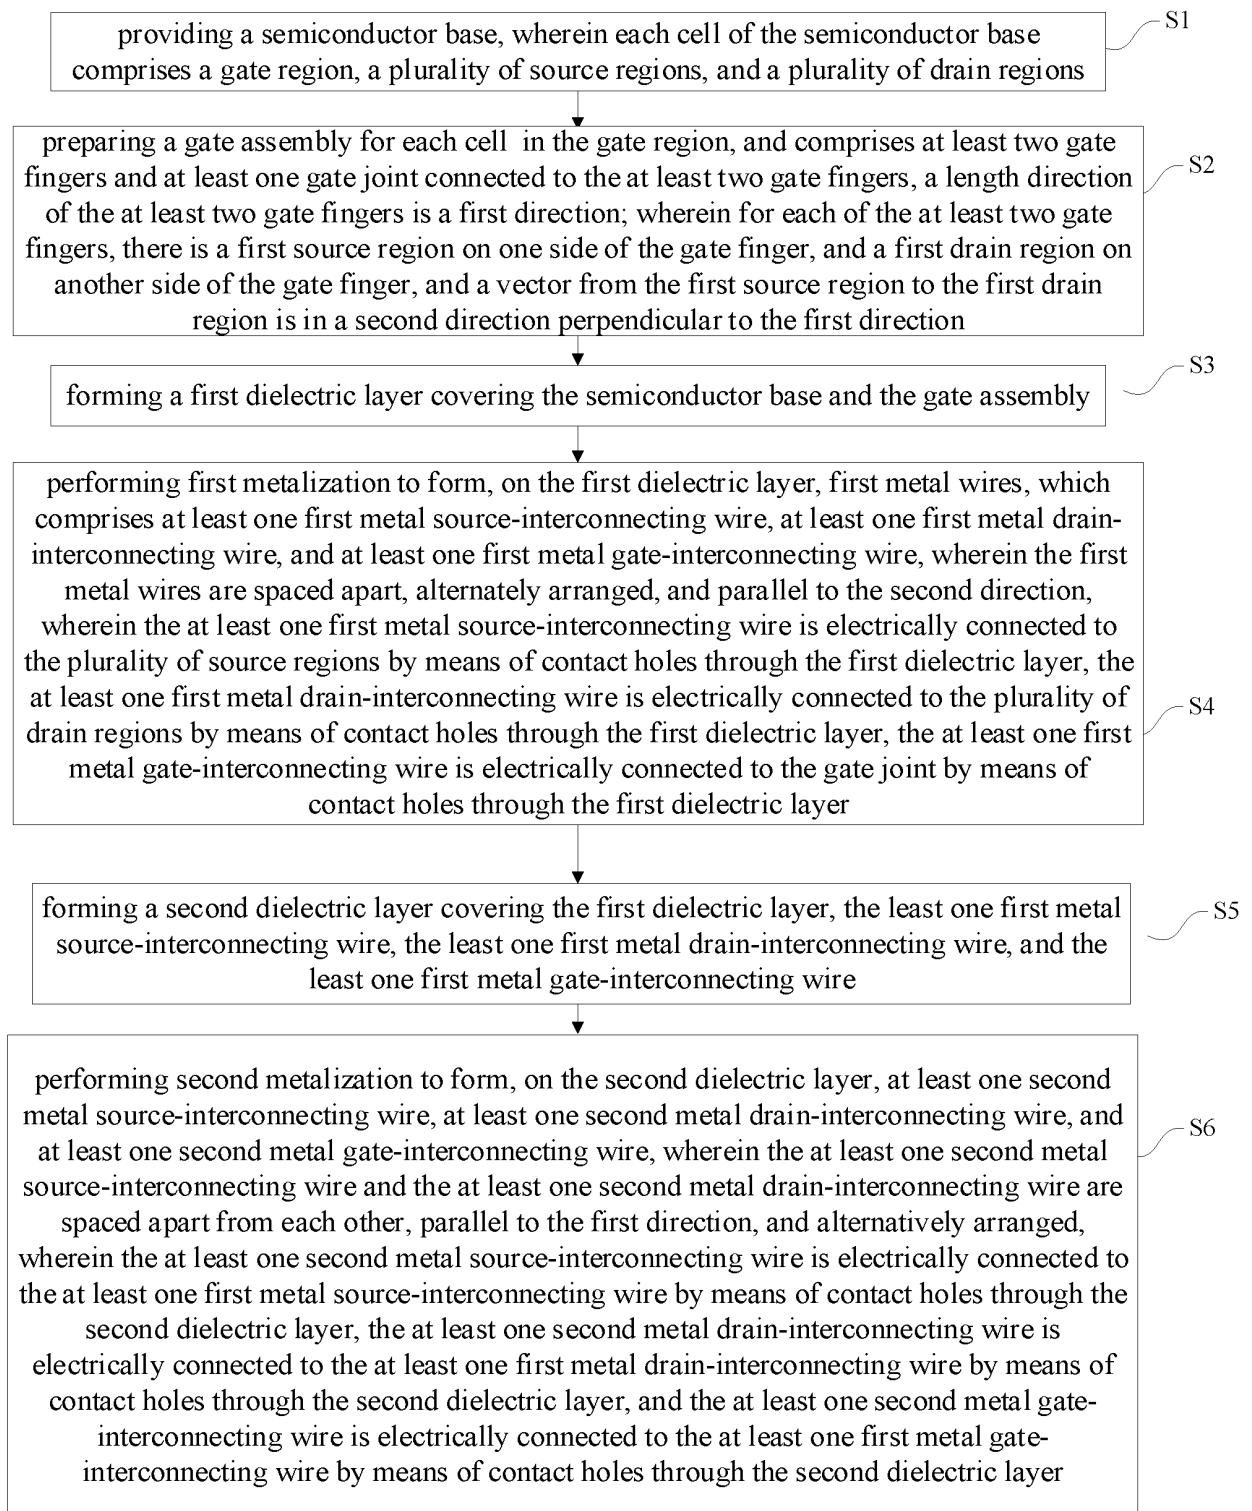 providing a semiconductor base, wherein each cell of the semiconductor base
comprises a gate region, a plurality of source regions, and a plurality of drain regions
S1
preparing a gate assembly for each cell in the gate region, and comprises at least two gate
fingers and at least one gate joint connected to the at least two gate fingers, a length direction
of the at least two gate fingers is a first direction; wherein for each of the at least two gate
fingers, there is a first source region on one side of the gate finger, and a first drain region on
another side of the gate finger, and a vector from the first source region to the first drain
region is in a second direction perpendicular to the first direction
S2
forming a first dielectric layer covering the semiconductor base and the gate assembly
S3
performing first metalization to form, on the first dielectric layer, first metal wires, which
comprises at least one first metal source-interconnecting wire, at least one first metal drain-
interconnecting wire, and at least one first metal gate-interconnecting wire, wherein the first
metal wires are spaced apart, alternately arranged, and parallel to the second direction,
wherein the at least one first metal source-interconnecting wire is electrically connected to
the plurality of source regions by means of contact holes through the first dielectric layer, the
at least one first metal drain-interconnecting wire is electrically connected to the plurality of
drain regions by means of contact holes through the first dielectric layer, the at least one first
metal gate-interconnecting wire is electrically connected to the gate joint by means of
contact holes through the first dielectric layer
S4
forming a second dielectric layer covering the first dielectric layer, the least one first metal
source-interconnecting wire, the least one first metal drain-interconnecting wire, and the
least one first metal gate-interconnecting wire
S5
performing second metalization to form, on the second dielectric layer, at least one second
metal source-interconnecting wire, at least one second metal drain-interconnecting wire, and
at least one second metal gate-interconnecting wire, wherein the at least one second metal
source-interconnecting wire and the at least one second metal drain-interconnecting wire are
spaced apart from each other, parallel to the first direction, and alternatively arranged,
wherein the at least one second metal source-interconnecting wire is electrically connected to
the at least one first metal source-interconnecting wire by means of contact holes through the
second dielectric layer, the at least one second metal drain-interconnecting wire is
electrically connected to the at least one first metal drain-interconnecting wire by means of
contact holes through the second dielectric layer, and the at least one second metal gate-
interconnecting wire is electrically connected to the at least one first metal gate-
interconnecting wire by means of contact holes through the second dielectric layer
S6